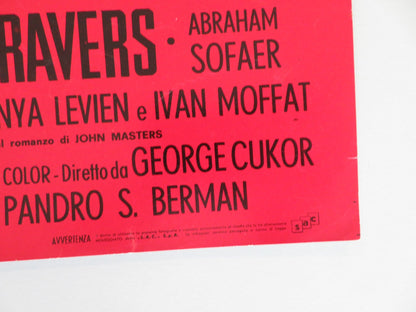 RAVERS · ABRAHAM
SOFAER
NYA LEVIEN e IVAN MOFFAT
al romanzo di JOHN MASTERS
COLOR - Diretto da GEORGE CUKOR
PANDRO S. BERMAN
AVVERTENZA
s a c